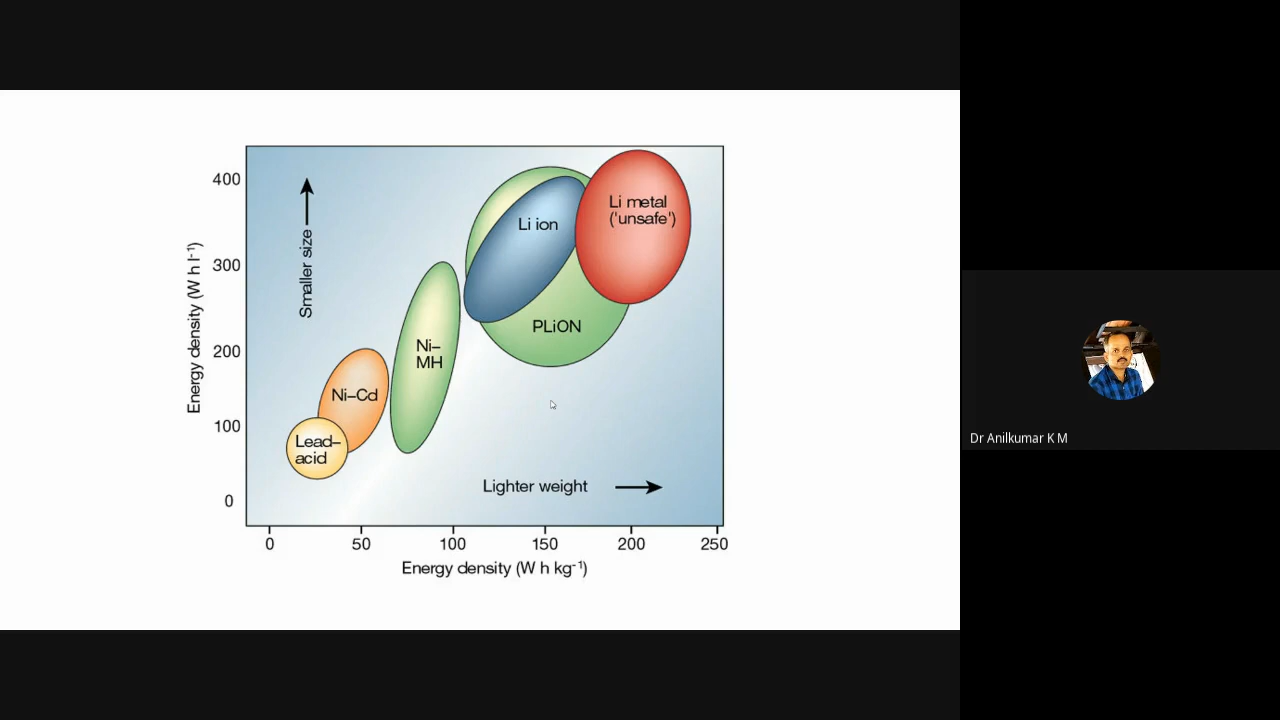 400
300
200
100
0
Energy density (W h l⁻¹)
Smaller size
Lead–
acid
Ni–Cd
Ni–
MH
Li ion
PLiON
Li metal
('unsafe')
Lighter weight
0 50 100 150 200 250
Energy density (W h kg⁻¹)
Dr Anilkumar K M